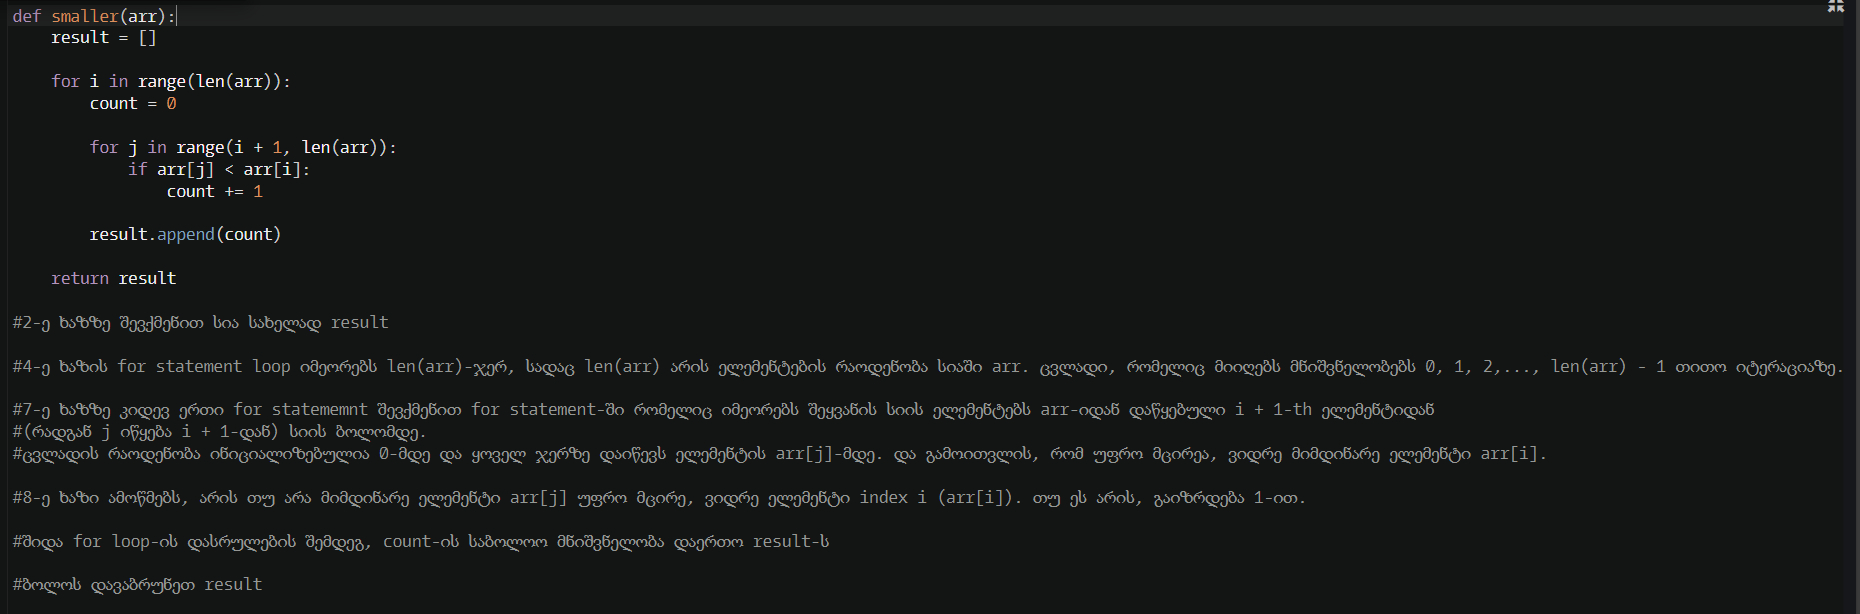 def smaller(arr):
    result = []
    for i in range(len(arr)):
        count = 0
        for j in range(i + 1, len(arr)):
            if arr[j] < arr[i]:
                count += 1
        result.append(count)
    return result
#2-ე ხაზზე შევქმენით სია სახელად result
#4-ე ხაზის for statement loop იმეორებს len(arr)-ჯერ, სადაც len(arr) არის ელემენტების რაოდენობა სიაში arr. ცვლადი, რომელიც მიიღებს მნიშვნელობებს 0, 1, 2,..., len(arr) - 1 თითო იტერაციაზე.
#7-ე ხაზზე კიდევ ერთი for statememnt შევქმენით for statement-ში რომელიც იმეორებს შეყვანის სიის ელემენტებს arr-იდან დაწყებული i + 1-th ელემენტიდან
#(რადგან j იწყება i + 1-დან) სიის ბოლომდე.
#ცვლადის რაოდენობა ინიციალიზებულია 0-მდე და ყოველ ჯერზე დაიწევს ელემენტის arr[j]-მდე. და გამოითვლის, რომ უფრო მცირეა, ვიდრე მიმდინარე ელემენტი arr[i].
#8-ე ხაზი ამოწმებს, არის თუ არა მიმდინარე ელემენტი arr[j] უფრო მცირე, ვიდრე ელემენტი index i (arr[i]). თუ ეს არის, გაიზრდება 1-ით.
#შიდა for loop-ის დასრულების შემდეგ, count-ის საბოლოო მნიშვნელობა დაერთო result-ს
#ბოლოს დავაბრუნეთ result